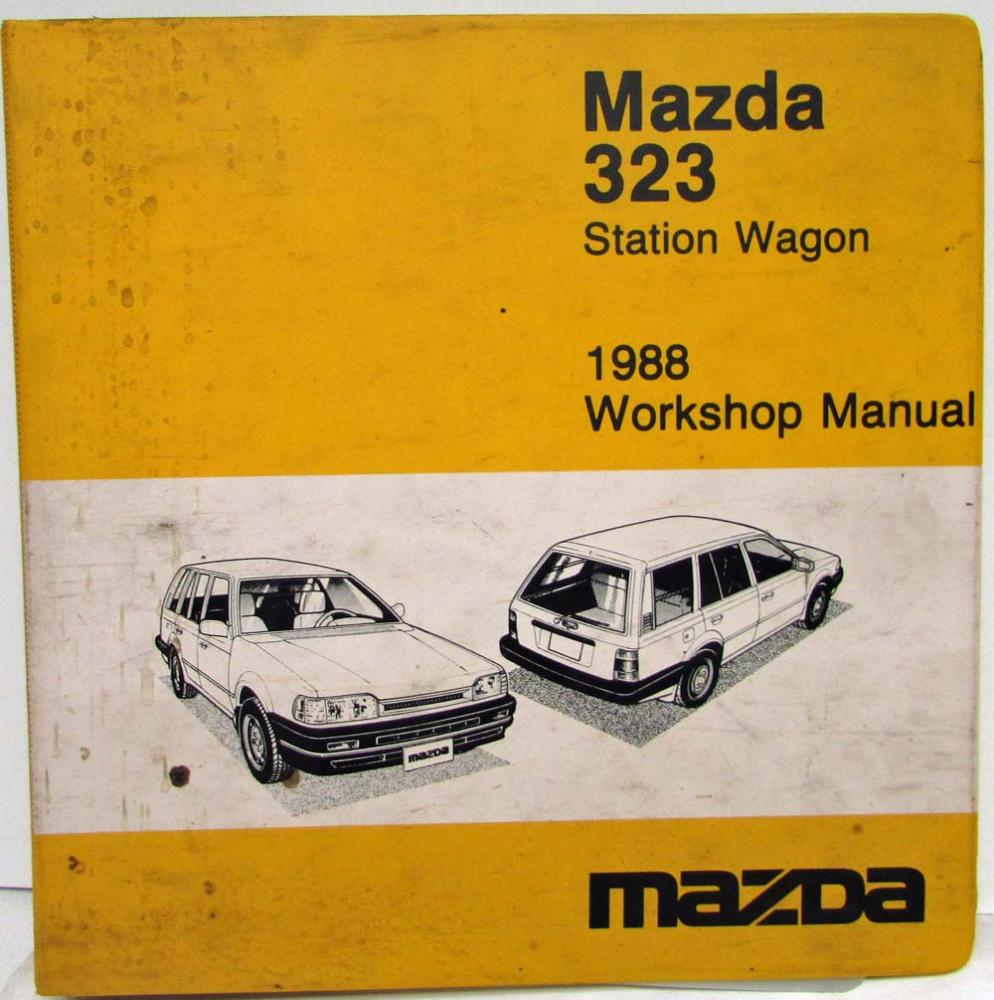 Mazda
323
Station Wagon
1988
Workshop Manual
mazda
mazda